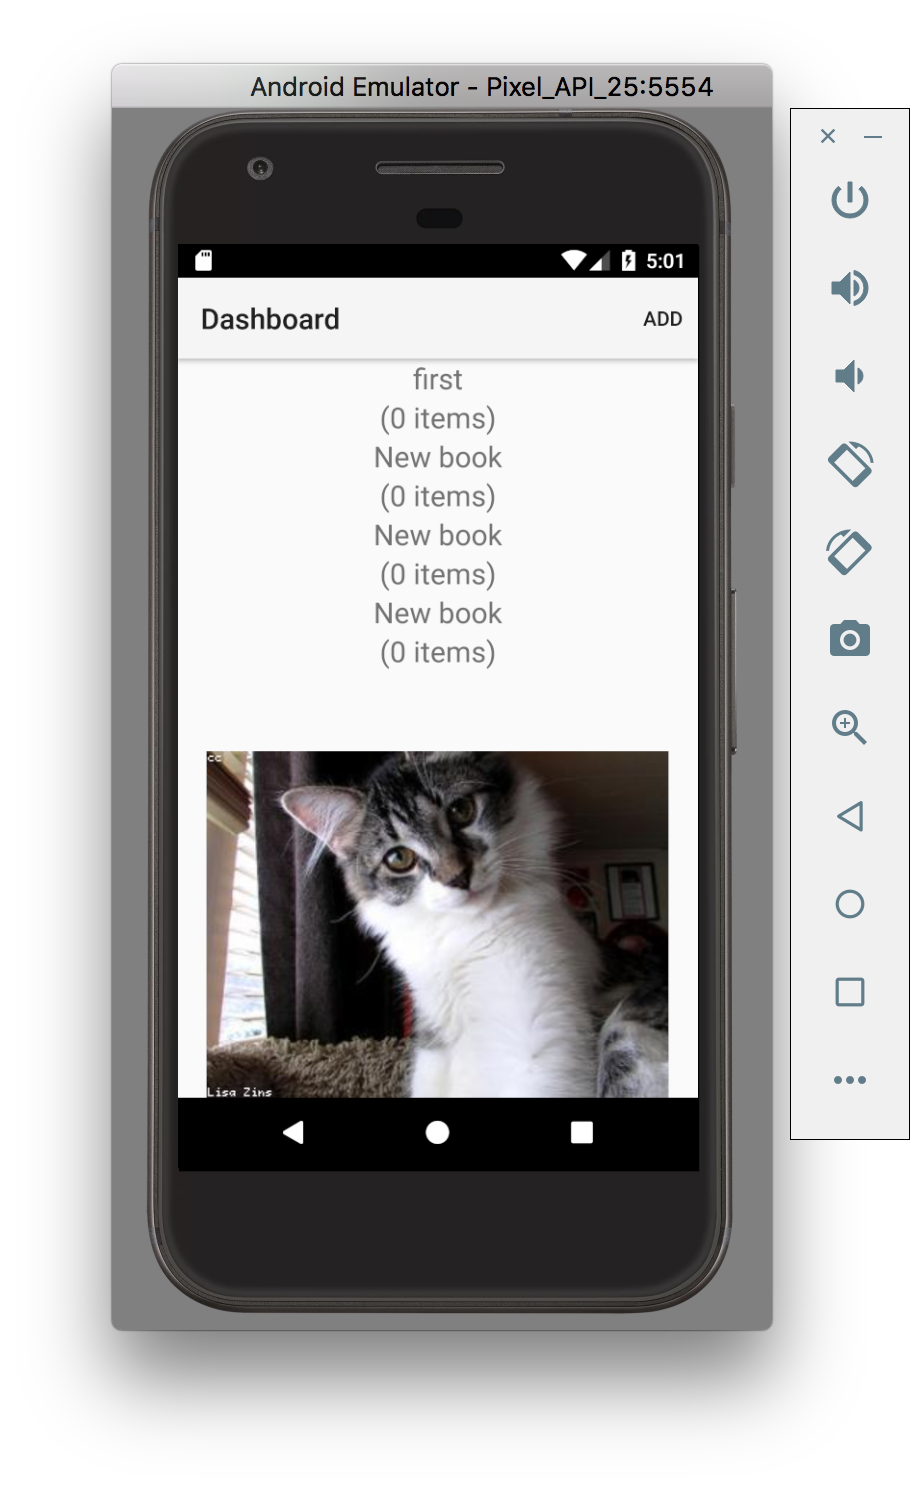 Android Emulator - Pixel_API_25:5554
5:01
Dashboard
ADD
first
(0 items)
New book
(0 items)
New book
(0 items)
New book
(0 items)
cc
Lisa Zins